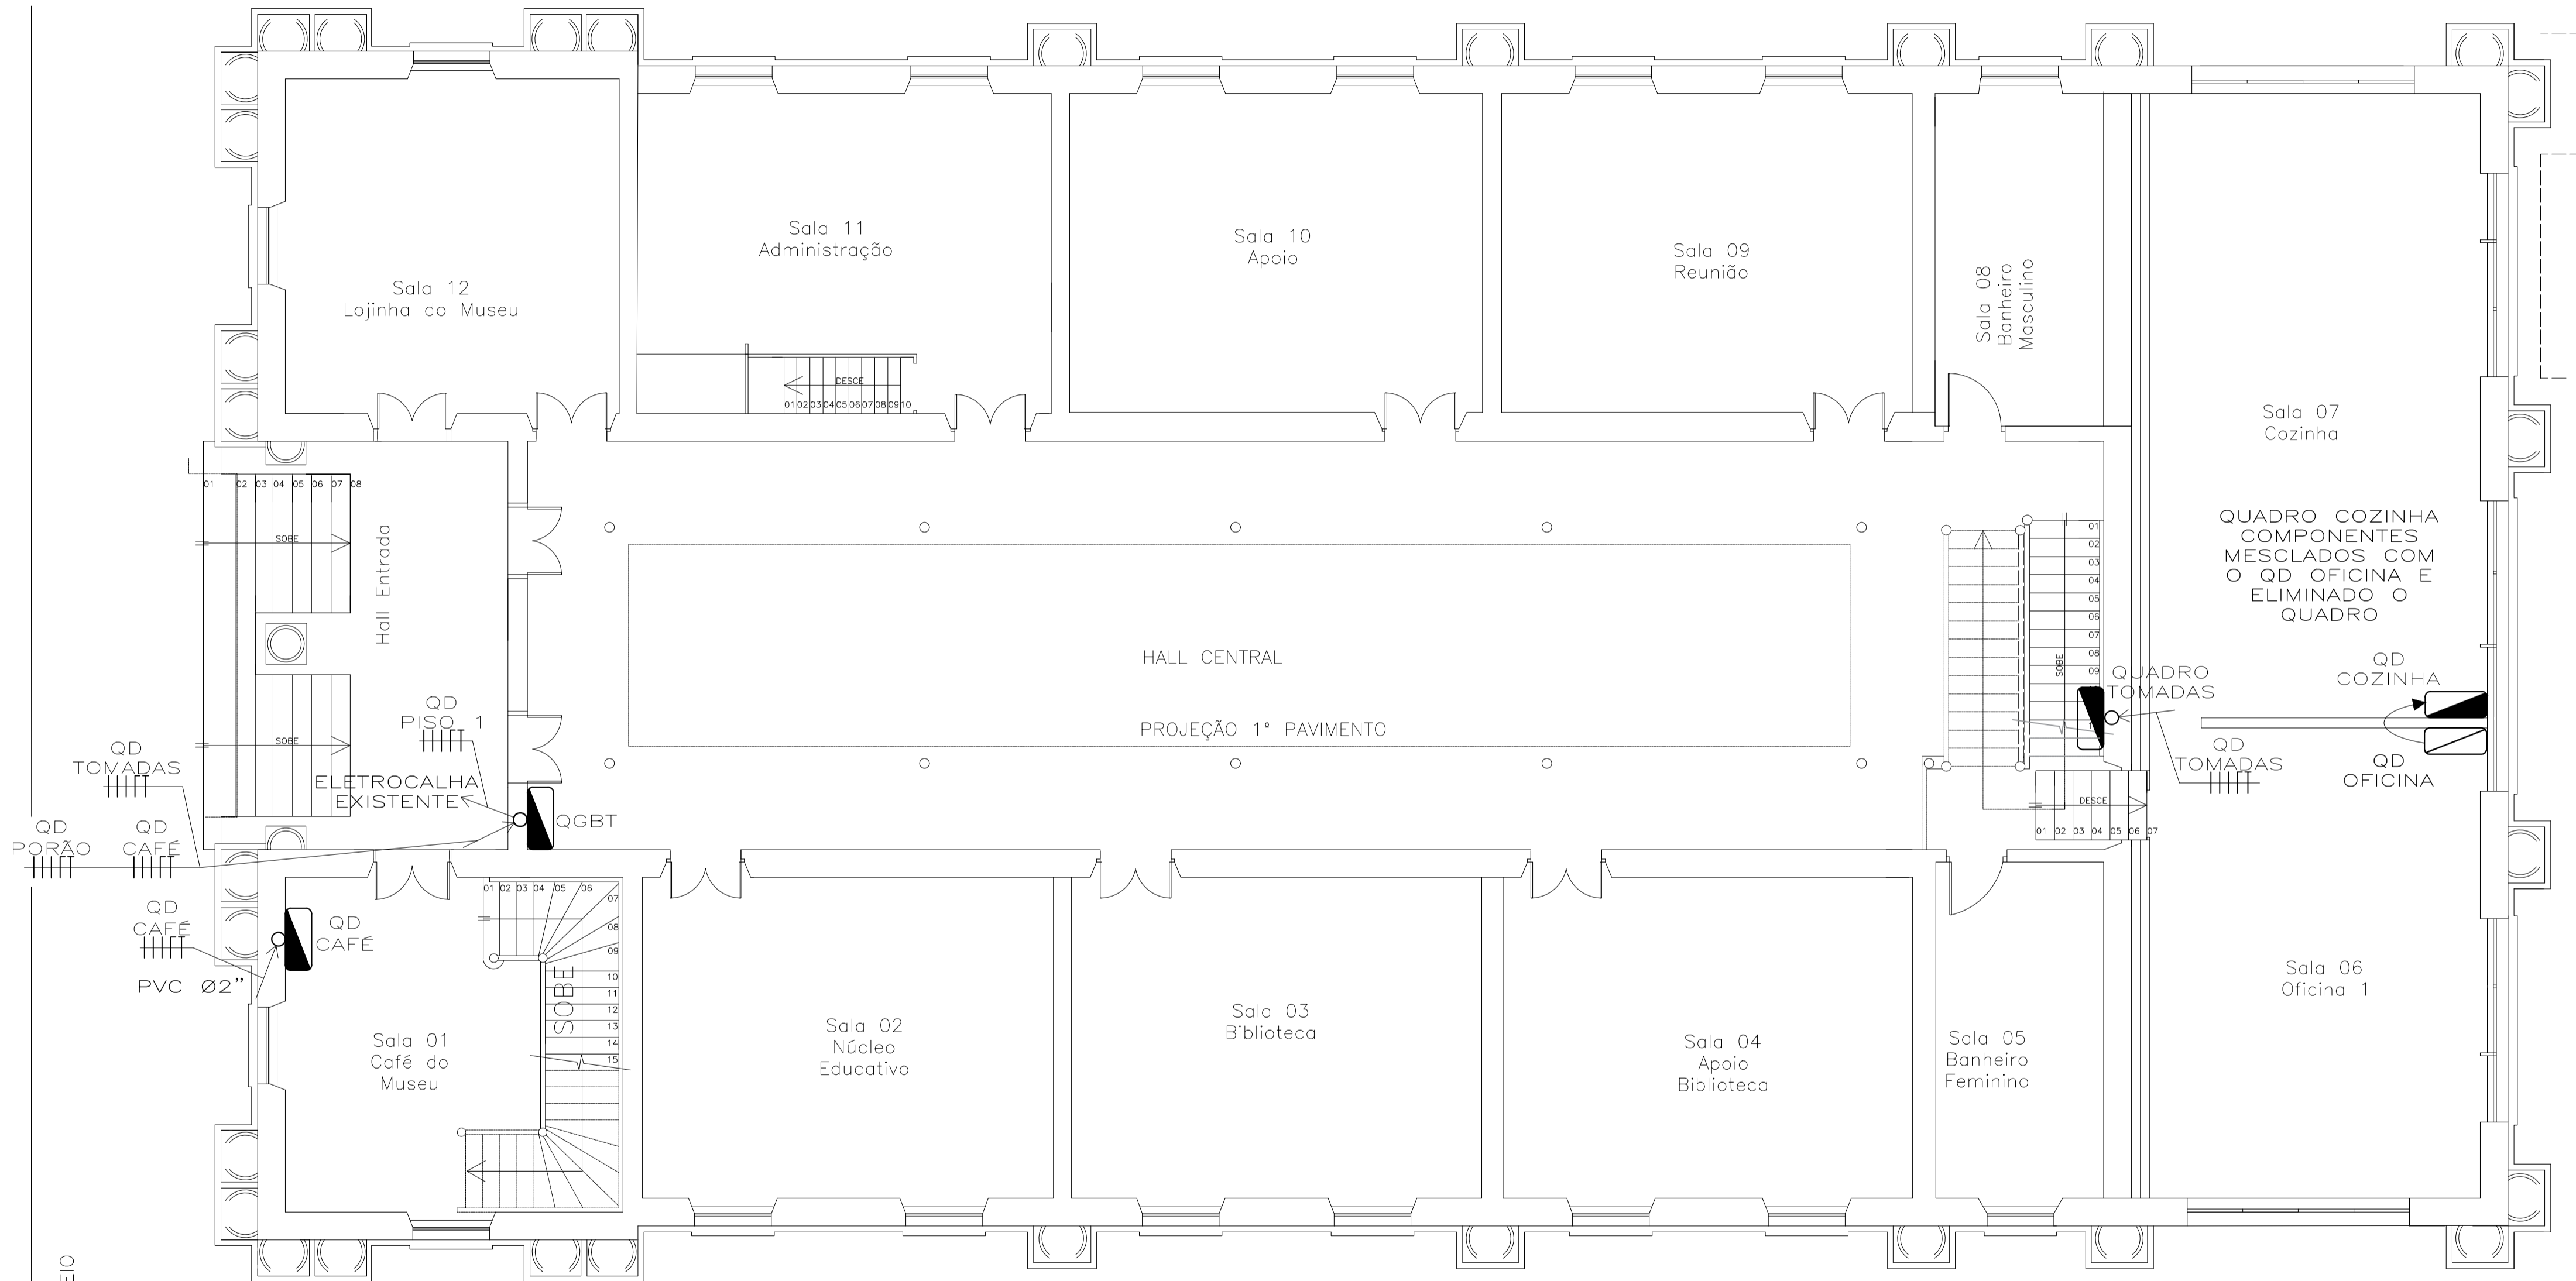 Sala 12
Lojinha do Museu
Sala 11
Administração
DESCE
01 02 03 04 05 06 07 08 09 10
Sala 10
Apoio
Sala 09
Reunião
Sala 08
Banheiro
Masculino
Sala 07
Cozinha
QUADRO COZINHA
COMPONENTES
MESCLADOS COM
O QD OFICINA E
ELIMINADO O
QUADRO
QD
COZINHA
QD
OFICINA
01 02 03 04 05 06 07 08
SOBE
Hall Entrada
SOBE
HALL CENTRAL
PROJEÇÃO 1ª PAVIMENTO
01
02
03
04
05
06
07
08
09
SOBE
QUADRO
TOMADAS
QD
TOMADAS
DESCE
01 02 03 04 05 06 07
QD
PISO 1
QD
TOMADAS
ELETROCALHA
EXISTENTE
QGBT
QD
PORÃO
QD
CAFÉ
QD
CAFÉ
QD
CAFÉ
PVC Ø2"
01 02 03 04 05 06
07
08
09
10
11
12
13
14
15
SOBE
Sala 01
Café do
Museu
Sala 02
Núcleo
Educativo
Sala 03
Biblioteca
Sala 04
Apoio
Biblioteca
Sala 05
Banheiro
Feminino
Sala 06
Oficina 1
EIO